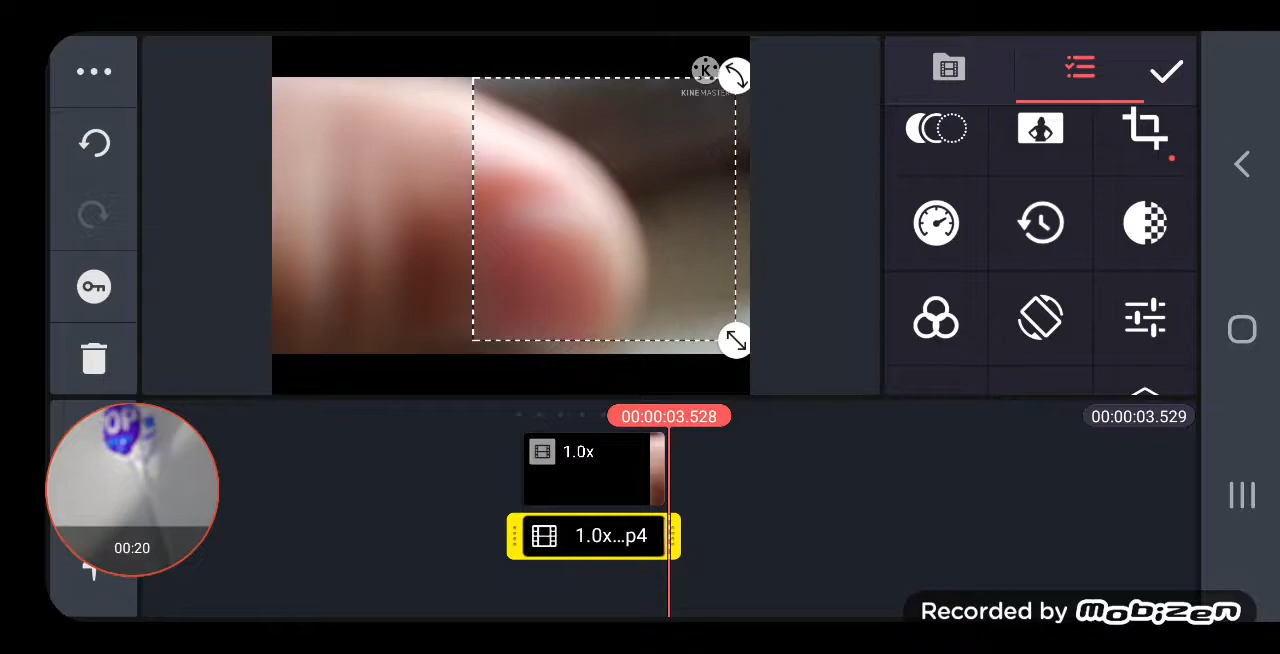 K
KINEMASTER
00:00:03.528
00:00:03.529
1.0x
1.0x...p4
OP
00:20
Recorded by Mobizen